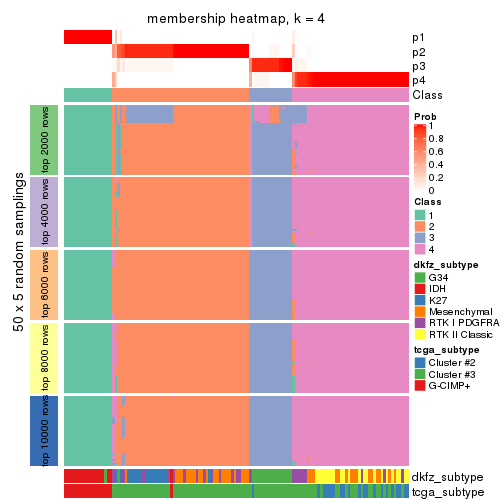 membership heatmap, k = 4
p1
p2
p3
p4
Class
50 x 5 random samplings
top 2000 rows
top 4000 rows
top 6000 rows
top 8000 rows
top 10000 rows
Prob
1
0.8
0.6
0.4
0.2
0
Class
1
2
3
4
dkfz_subtype
G34
IDH
K27
Mesenchymal
RTK I PDGFRA
RTK II Classic
tcga_subtype
Cluster #2
Cluster #3
G-CIMP+
dkfz_subtype
tcga_subtype